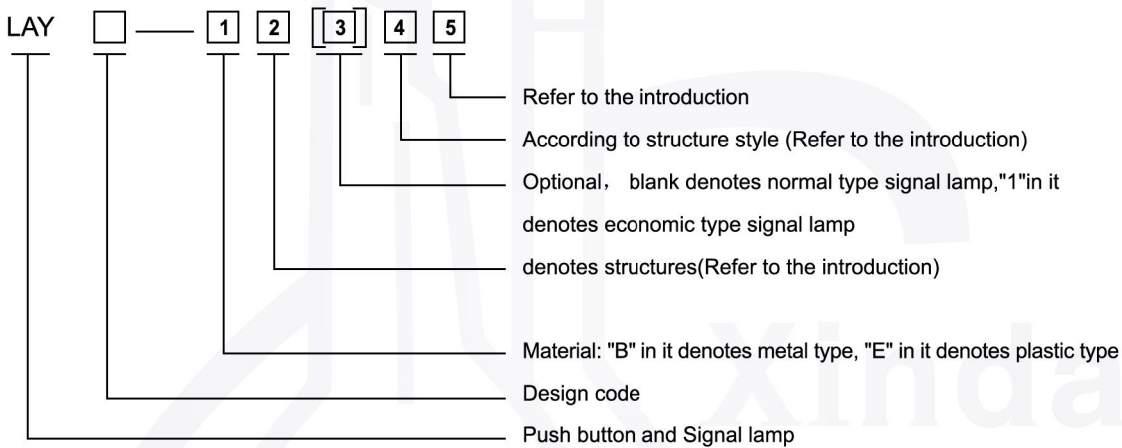 LAY □ — 1 2 [3] 4 5
Refer to the introduction
According to structure style (Refer to the introduction)
Optional， blank denotes normal type signal lamp,"1"in it
denotes economic type signal lamp
denotes structures(Refer to the introduction)
Material: "B" in it denotes metal type, "E" in it denotes plastic type
Design code
Push button and Signal lamp
Xinda